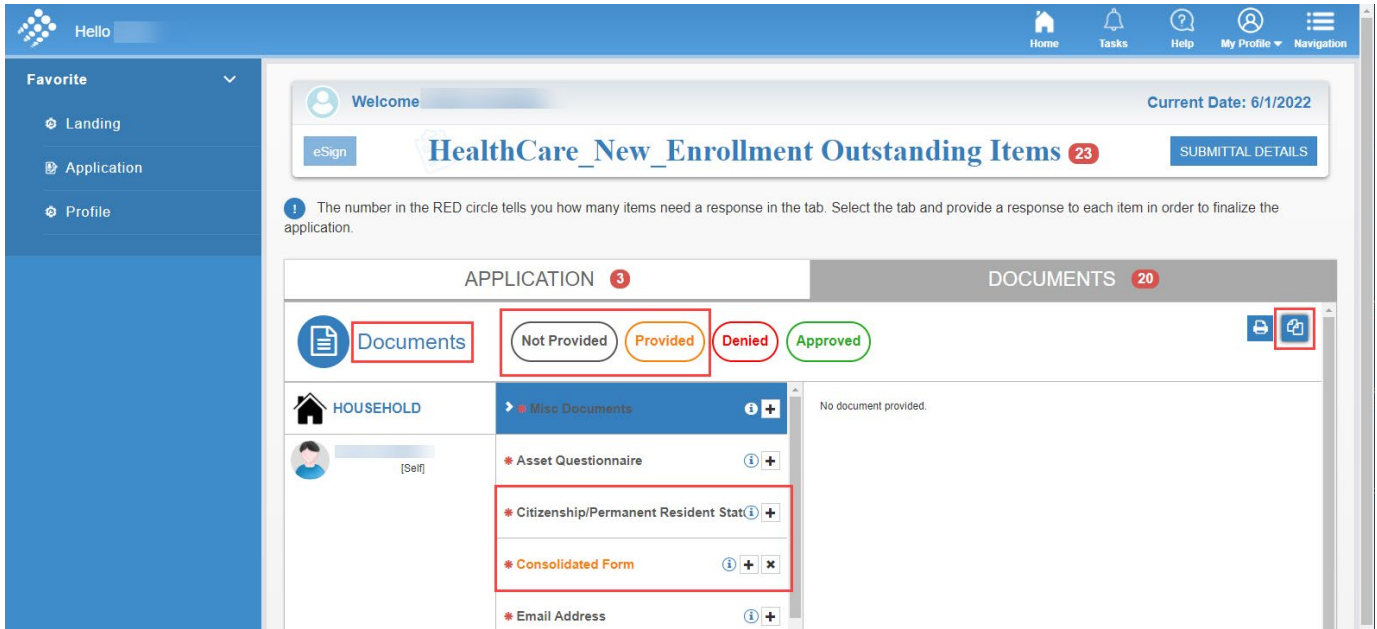 Hello
Home
Tasks
Help
My Profile
Navigation
Favorite
Landing
Application
Profile
Welcome
Current Date: 6/1/2022
eSign
HealthCare_New_Enrollment Outstanding Items 23
SUBMITTAL DETAILS
! The number in the RED circle tells you how many items need a response in the tab. Select the tab and provide a response to each item in order to finalize the
application.
APPLICATION 3
DOCUMENTS 20
Documents
Not Provided
Provided
Denied
Approved
HOUSEHOLD
[Self]
* Misc Documents
* Asset Questionnaire
* Citizenship/Permanent Resident Stat
* Consolidated Form
* Email Address
No document provided.